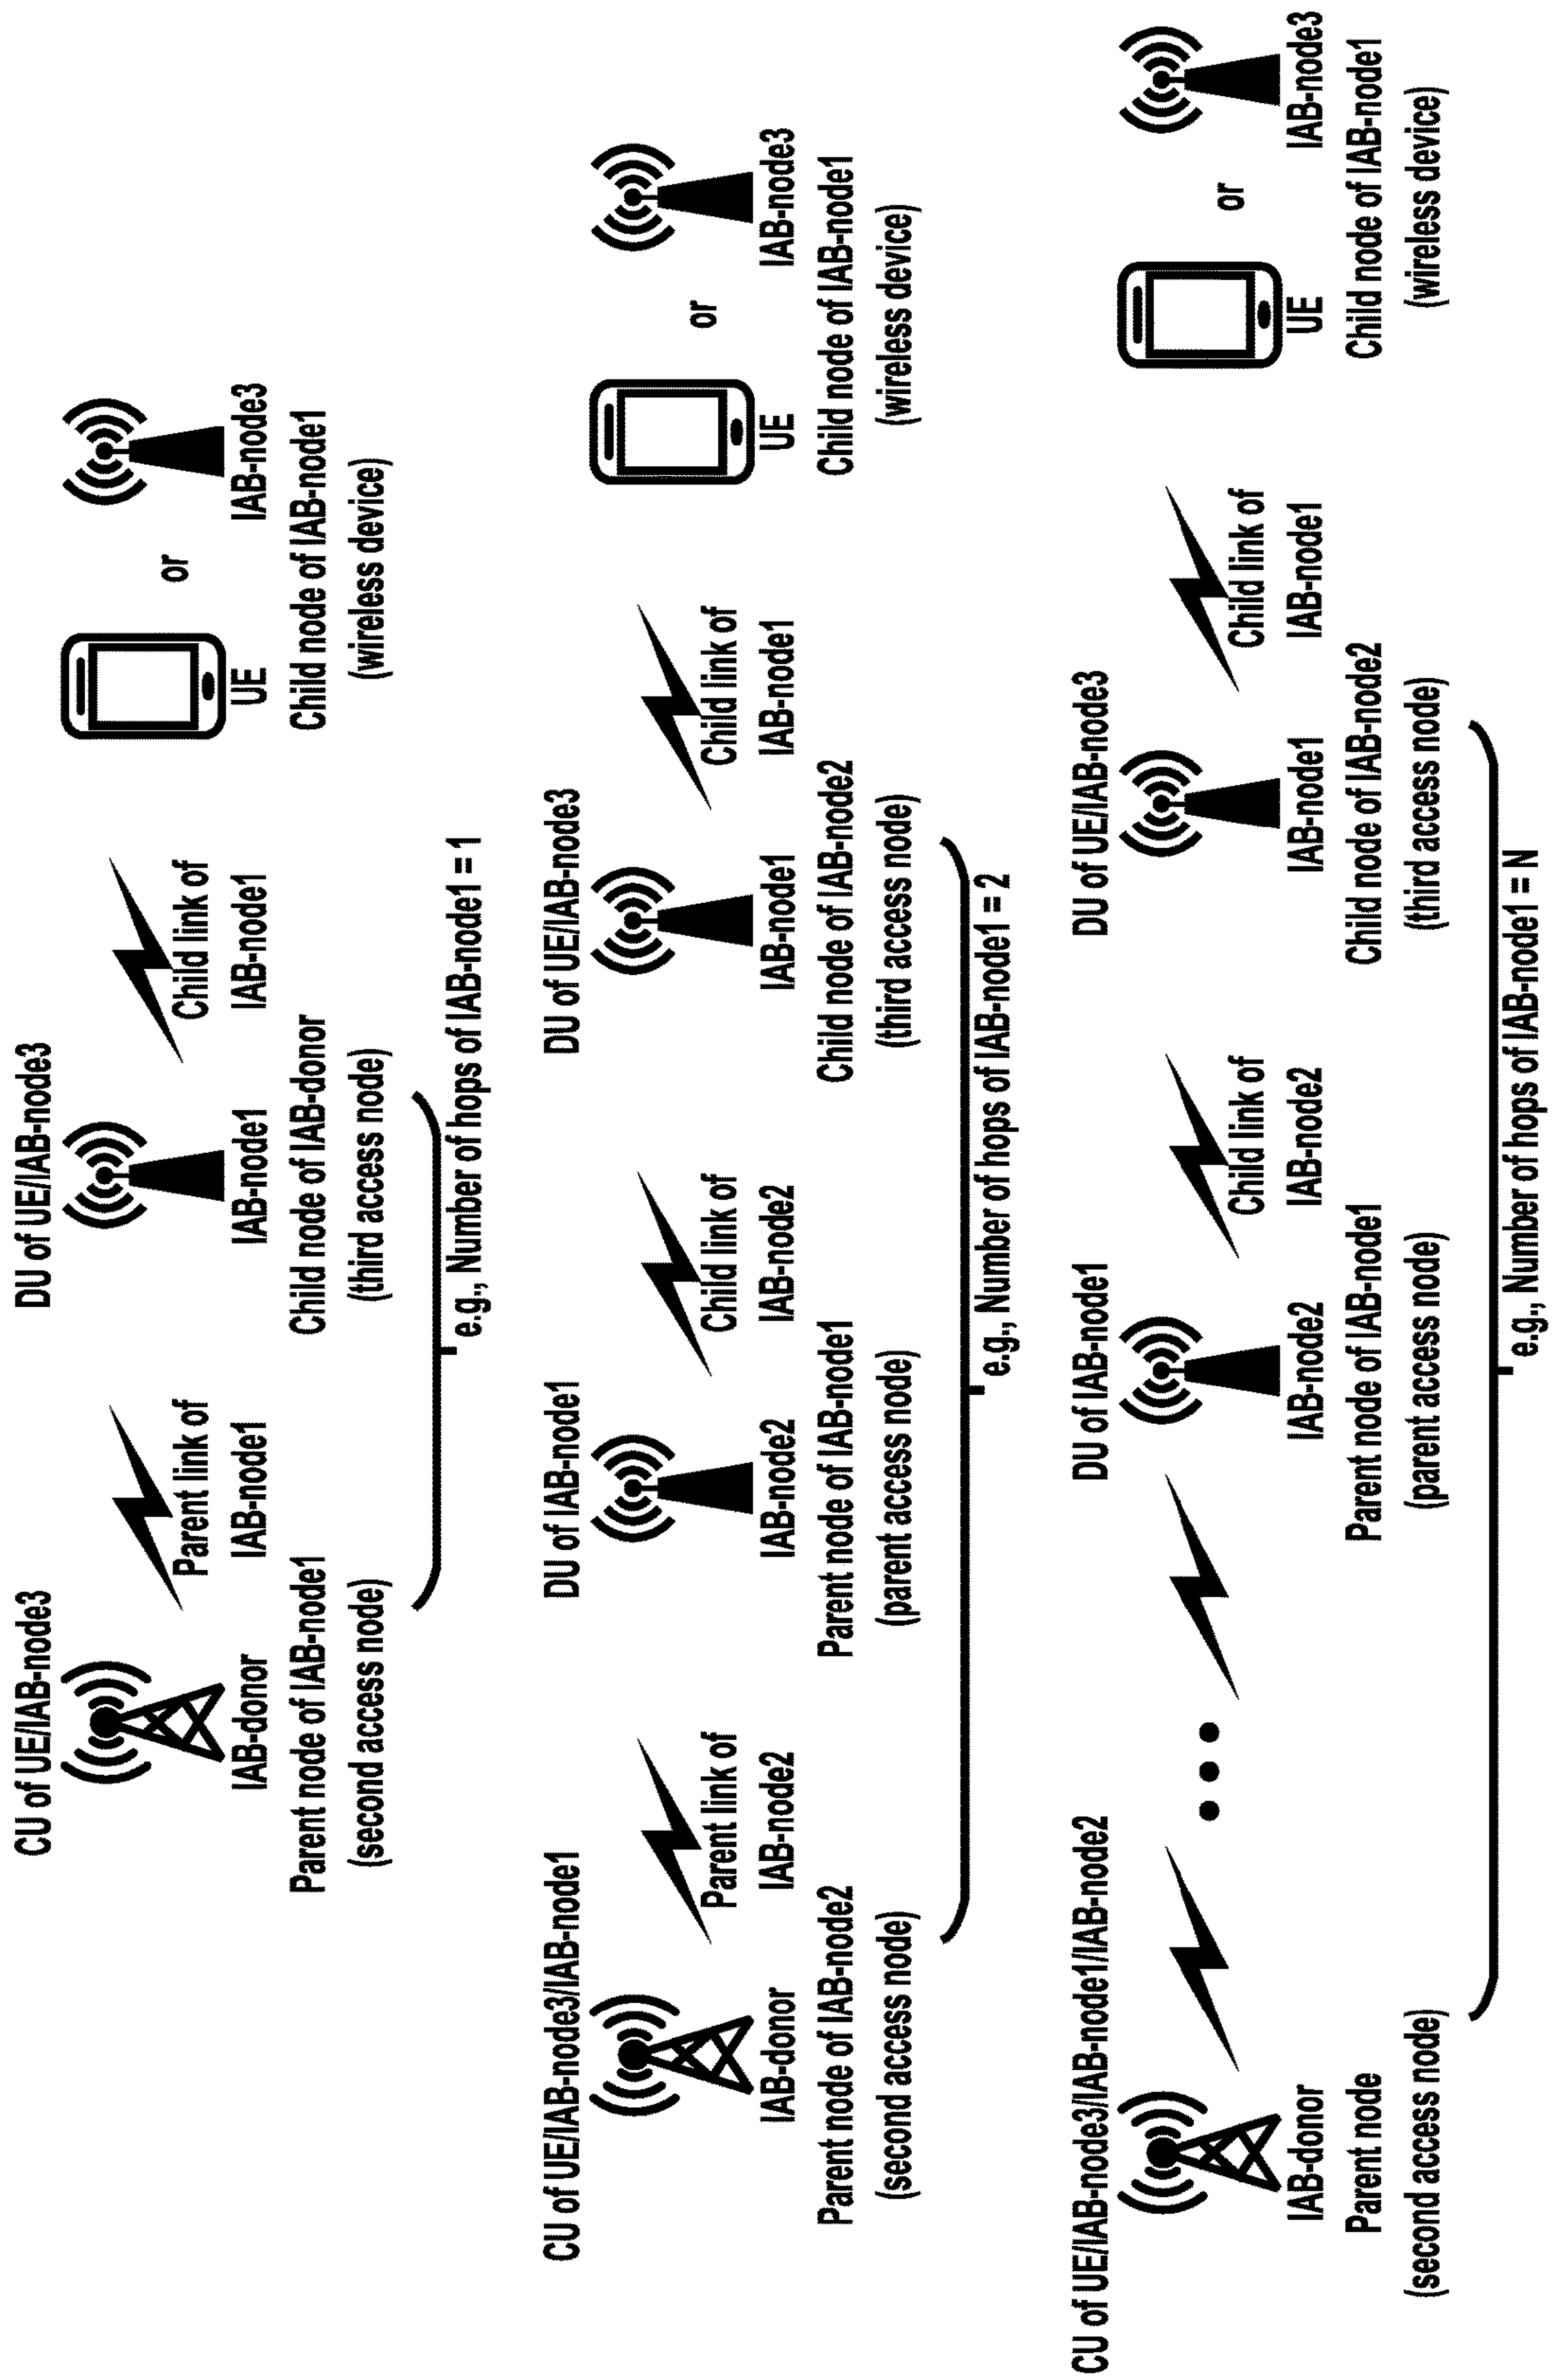 CU of UE/IAB-node3
IAB-donor
Parent node of IAB-node1
(second access node)
Parent link of
IAB-node1
DU of UE/IAB-node3
IAB-node1
Child node of IAB-donor
(third access node)
Child link of
IAB-node1
UE
or
IAB-node3
Child node of IAB-node1
(wireless device)
e.g., Number of hops of IAB-node1 = 1
CU of UE/IAB-node3/IAB-node1
IAB-donor
Parent node of IAB-node2
(second access node)
Parent link of
IAB-node2
DU of IAB-node1
IAB-node2
Parent node of IAB-node1
(parent access node)
Child link of
IAB-node2
DU of UE/IAB-node3
IAB-node1
Child node of IAB-node2
(third access node)
Child link of
IAB-node1
UE
or
IAB-node3
Child node of IAB-node1
(wireless device)
e.g., Number of hops of IAB-node1 = 2
CU of UE/IAB-node3/IAB-node1/IAB-node2
IAB-donor
Parent node
(second access node)
DU of IAB-node1
IAB-node2
Parent node of IAB-node1
(parent access node)
Child link of
IAB-node2
DU of UE/IAB-node3
IAB-node1
Child node of IAB-node2
(third access node)
Child link of
IAB-node1
UE
or
IAB-node3
Child node of IAB-node1
(wireless device)
e.g., Number of hops of IAB-node1 = N